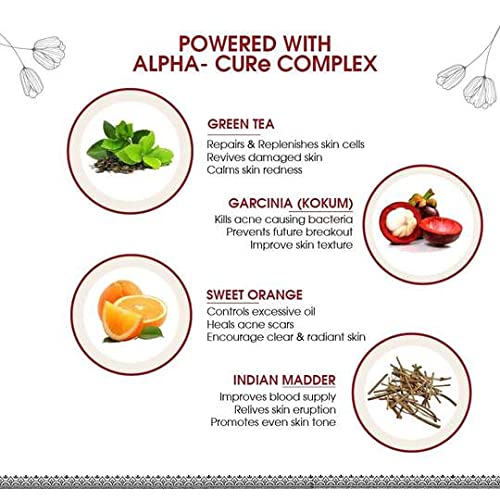 POWERED WITH
ALPHA- CURe COMPLEX
GREEN TEA
Repairs & Replenishes skin cells
Revives damaged skin
Calms skin redness
GARCINIA (KOKUM)
Kills acne causing bacteria
Prevents future breakout
Improve skin texture
SWEET ORANGE
Controls excessive oil
Heals acne scars
Encourage clear & radiant skin
INDIAN MADDER
Improves blood supply
Relives skin eruption
Promotes even skin tone